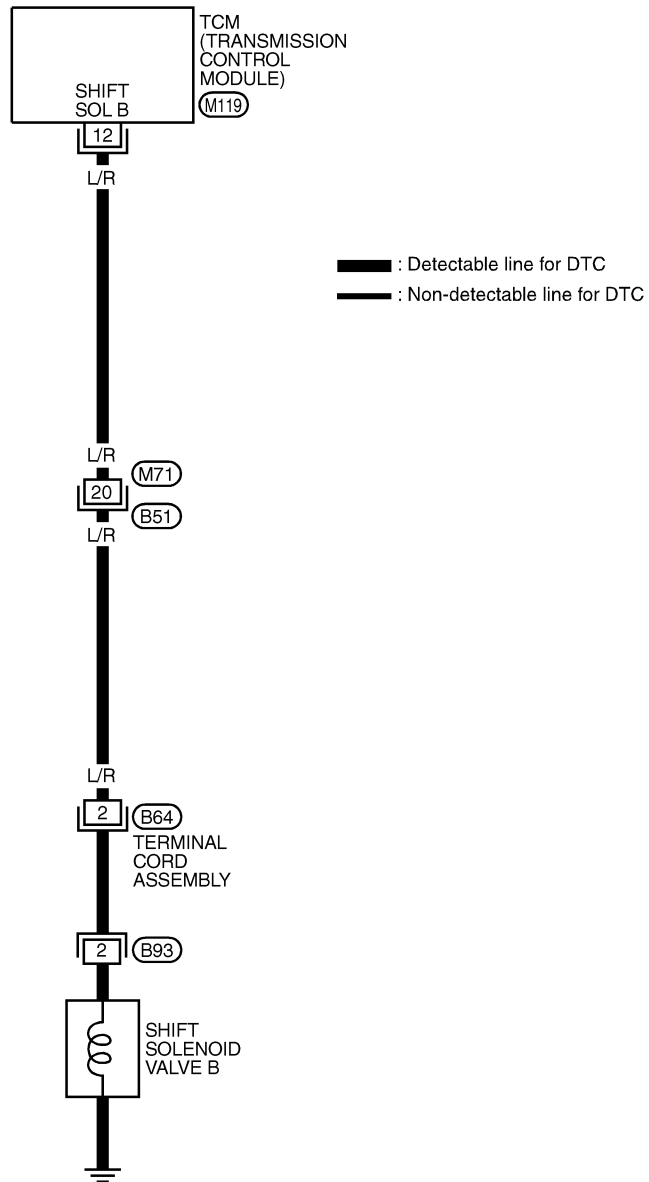 TCM
(TRANSMISSION
CONTROL
MODULE)
M119
SHIFT
SOL B
12
L/R
: Detectable line for DTC
: Non-detectable line for DTC
L/R
M71
20
B51
L/R
L/R
2
B64
TERMINAL
CORD
ASSEMBLY
2
B93
SHIFT
SOLENOID
VALVE B